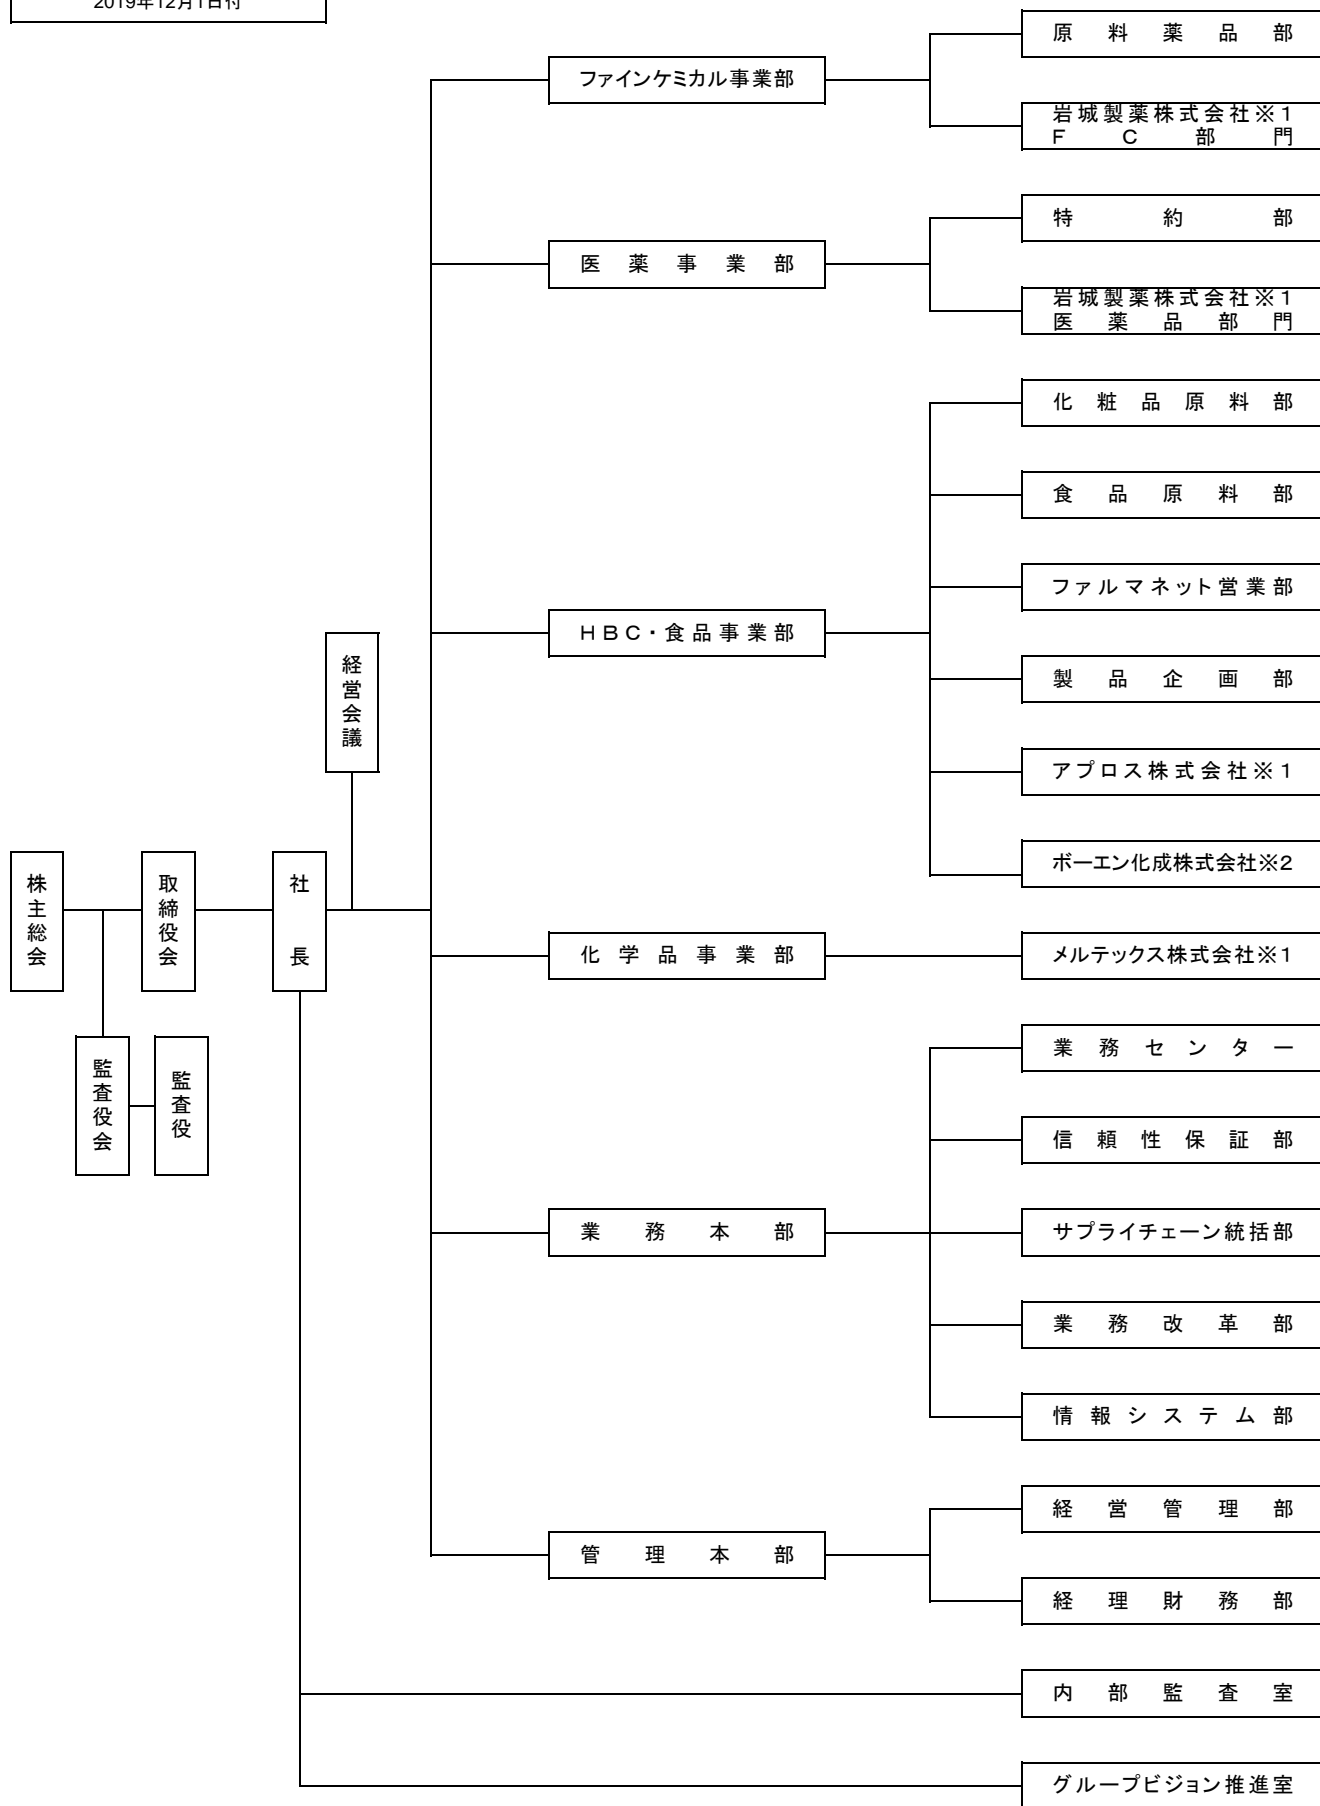 2019年12月1日付
原料薬品部
ファインケミカル事業部
岩城製薬株式会社※1
ＦＣ部門
特約部
医薬事業部
岩城製薬株式会社※1
医薬品部門
化粧品原料部
食品原料部
ファルマネット営業部
ＨＢＣ・食品事業部
経営会議
製品企画部
アプロス株式会社※1
ボーエン化成株式会社※2
株主総会
取締役会
社長
化学品事業部
メルテックス株式会社※1
業務センター
監査役会
監査役
信頼性保証部
業務本部
サプライチェーン統括部
業務改革部
情報システム部
経営管理部
管理本部
経理財務部
内部監査室
グループビジョン推進室